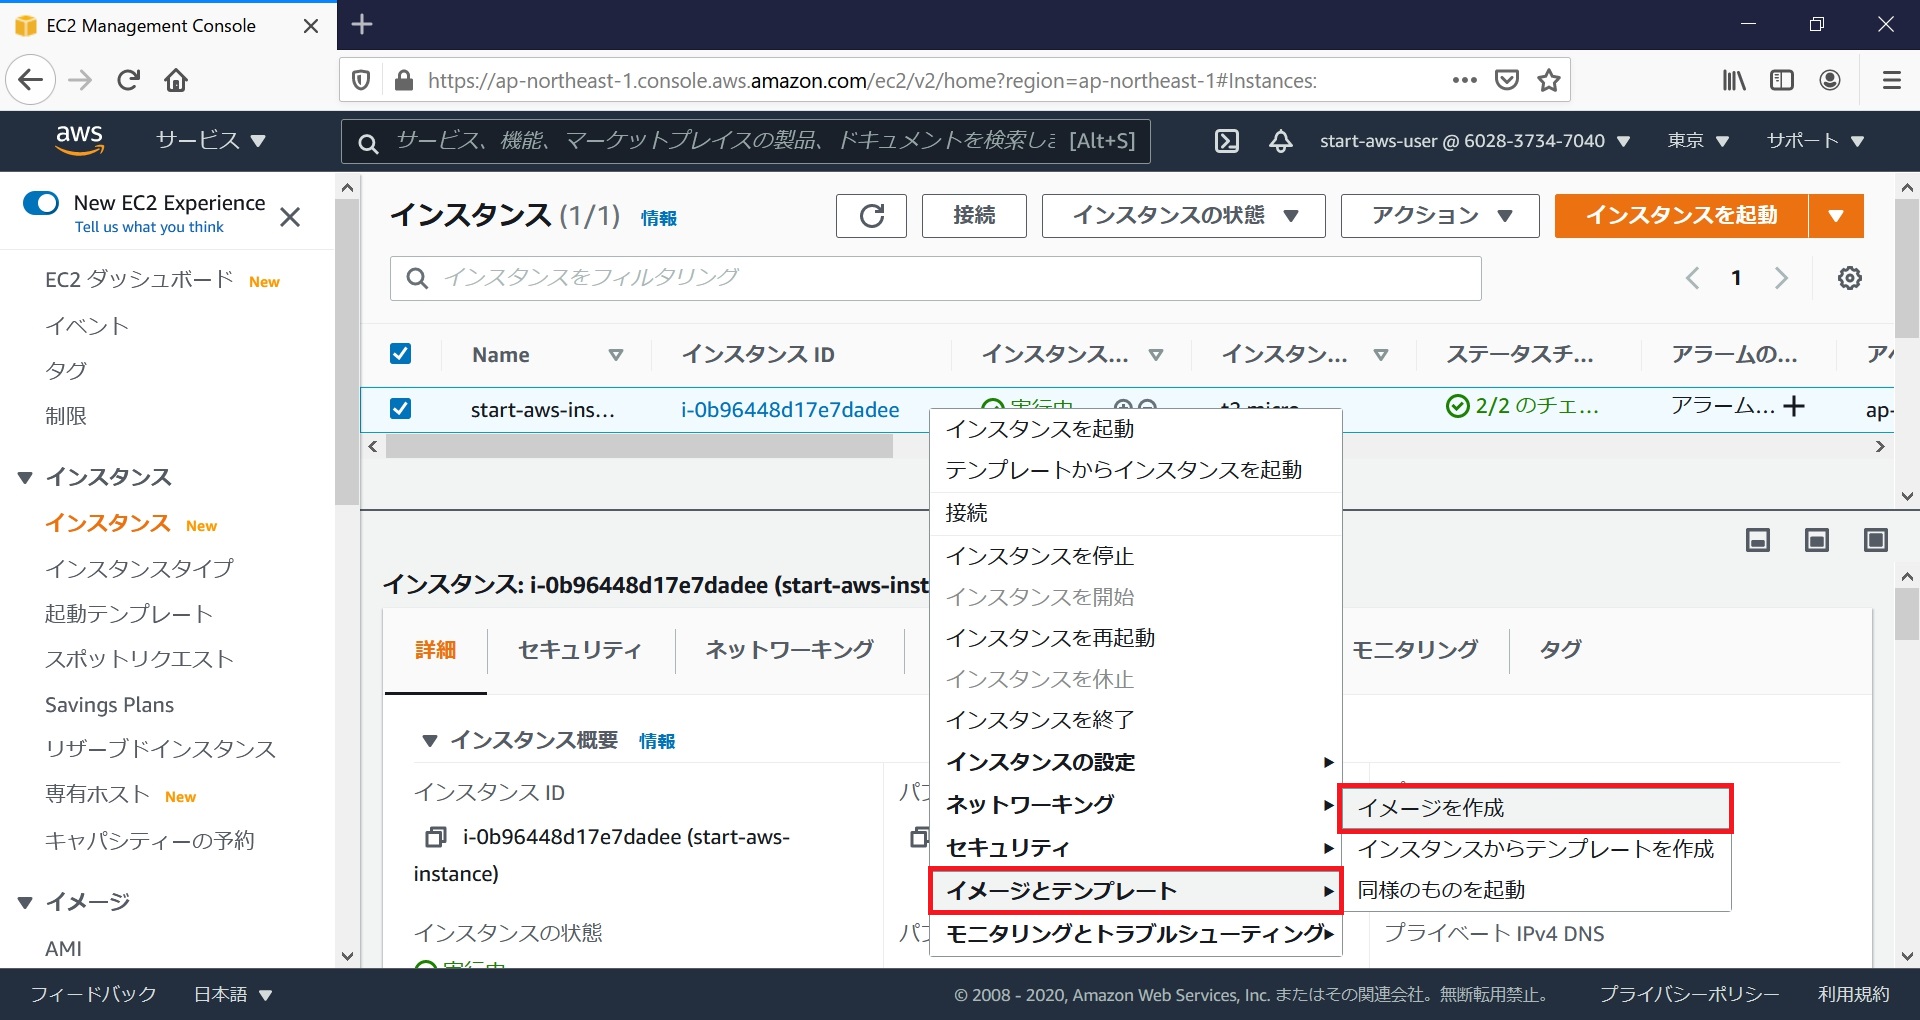 EC2 Management Console
https://ap-northeast-1.console.aws.amazon.com/ec2/v2/home?region=ap-northeast-1#Instances:
aws
サービス
サービス、機能、マーケットプレイスの製品、ドキュメントを検索しま [Alt+S]
start-aws-user @ 6028-3734-7040
東京
サポート
New EC2 Experience
Tell us what you think
EC2 ダッシュボード New
イベント
タグ
制限
インスタンス
インスタンス New
インスタンスタイプ
起動テンプレート
スポットリクエスト
Savings Plans
リザーブドインスタンス
専有ホスト New
キャパシティーの予約
イメージ
AMI
インスタンス (1/1) 情報
接続
インスタンスの状態
アクション
インスタンスを起動
インスタンスをフィルタリング
1
Name
インスタンス ID
インスタンス...
インスタン...
ステータスチ...
アラームの...
start-aws-ins...
i-0b96448d17e7dadee
実行中
t2.micro
2/2 のチェ...
アラーム... +
ap-
インスタンスを起動
テンプレートからインスタンスを起動
接続
インスタンスを停止
インスタンスを開始
インスタンスを再起動
インスタンスを休止
インスタンスを終了
インスタンスの設定
ネットワーキング
セキュリティ
イメージとテンプレート
モニタリングとトラブルシューティング
イメージを作成
インスタンスからテンプレートを作成
同様のものを起動
インスタンス: i-0b96448d17e7dadee (start-aws-inst
詳細
セキュリティ
ネットワーキング
モニタリング
タグ
インスタンス概要 情報
インスタンス ID
i-0b96448d17e7dadee (start-aws-
instance)
インスタンスの状態
実行中
プライベート IPv4 DNS
フィードバック
日本語
© 2008 - 2020, Amazon Web Services, Inc. またはその関連会社。無断転用禁止。
プライバシーポリシー
利用規約